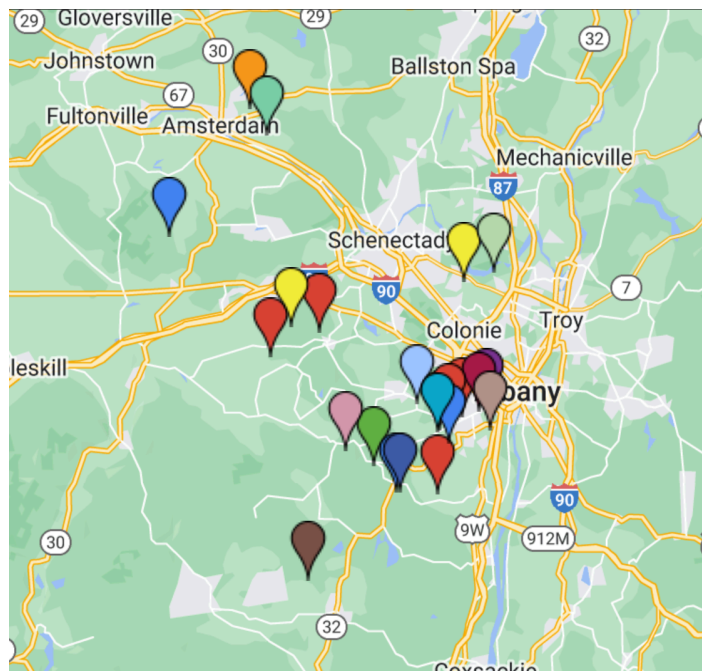 29
Gloversville
29
30
32
Johnstown
Ballston Spa
67
Fultonville
Amsterdam
Mechanicville
87
Schenectady
90
7
Colonie
Troy
leskill
bany
90
9W
912M
30
32
Coxsackie